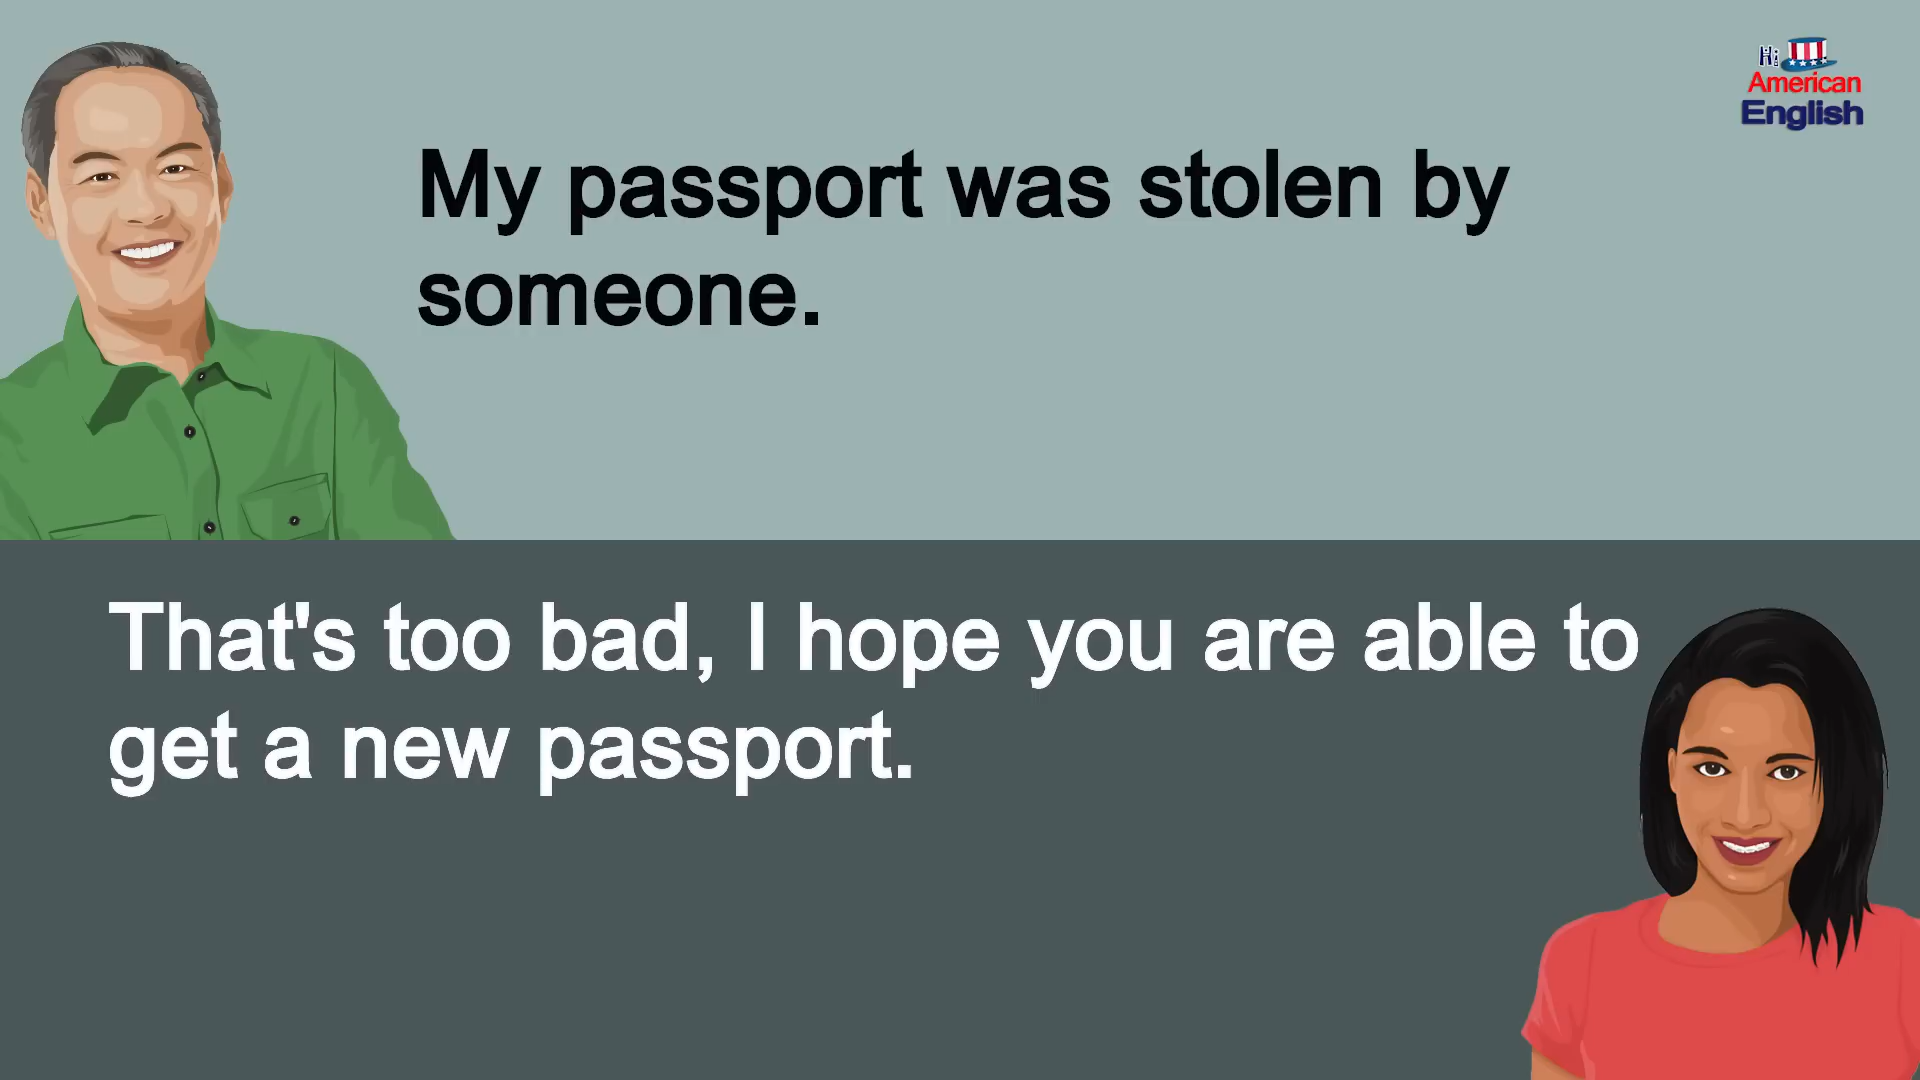 Hi
American
English
My passport was stolen by
someone.
That's too bad, I hope you are able to
get a new passport.